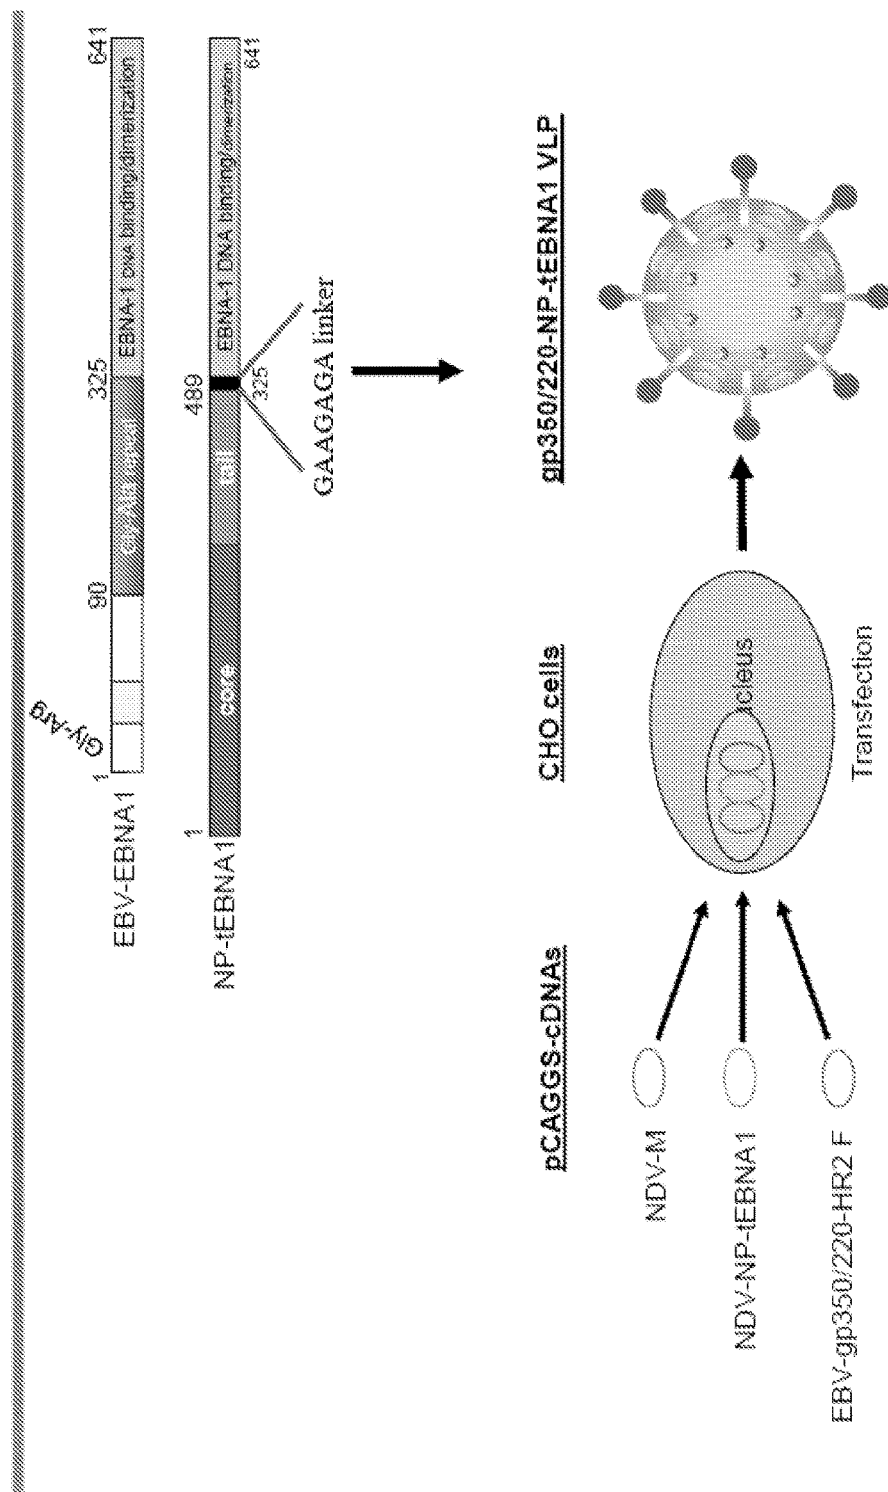 Gly-Arg
1 90 325 641
EBV-EBNA1 Gly-Ala repeat EBNA-1 DNA binding/dimerization
1 489
NP-tEBNA1 core tail EBNA-1 DNA binding/dimerization
325 641
GAAGAGA linker
pCAGGS-cDNAs CHO cells gp350/220-NP-tEBNA1 VLP
NDV-M
NDV-NP-tEBNA1 ucleus
EBV-gp350/220-HR2 F
Transfection